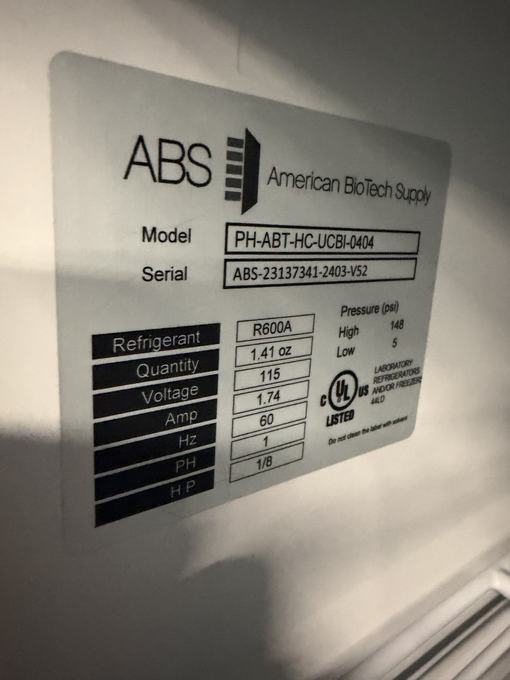 ABS American BioTech Supply
Model PH-ABT-HC-UCBI-0404
Serial ABS-23137341-2403-V52
Pressure (psi)
High 148
Low 5
Refrigerant R600A
Quantity 1.41 oz
Voltage 115
Amp 1.74
Hz 60
PH 1
H.P 1/8
C UL US
LISTED
LABORATORY
REFRIGERATORS
AND/OR FREEZERS
44LD
Do not clean the label with solvent